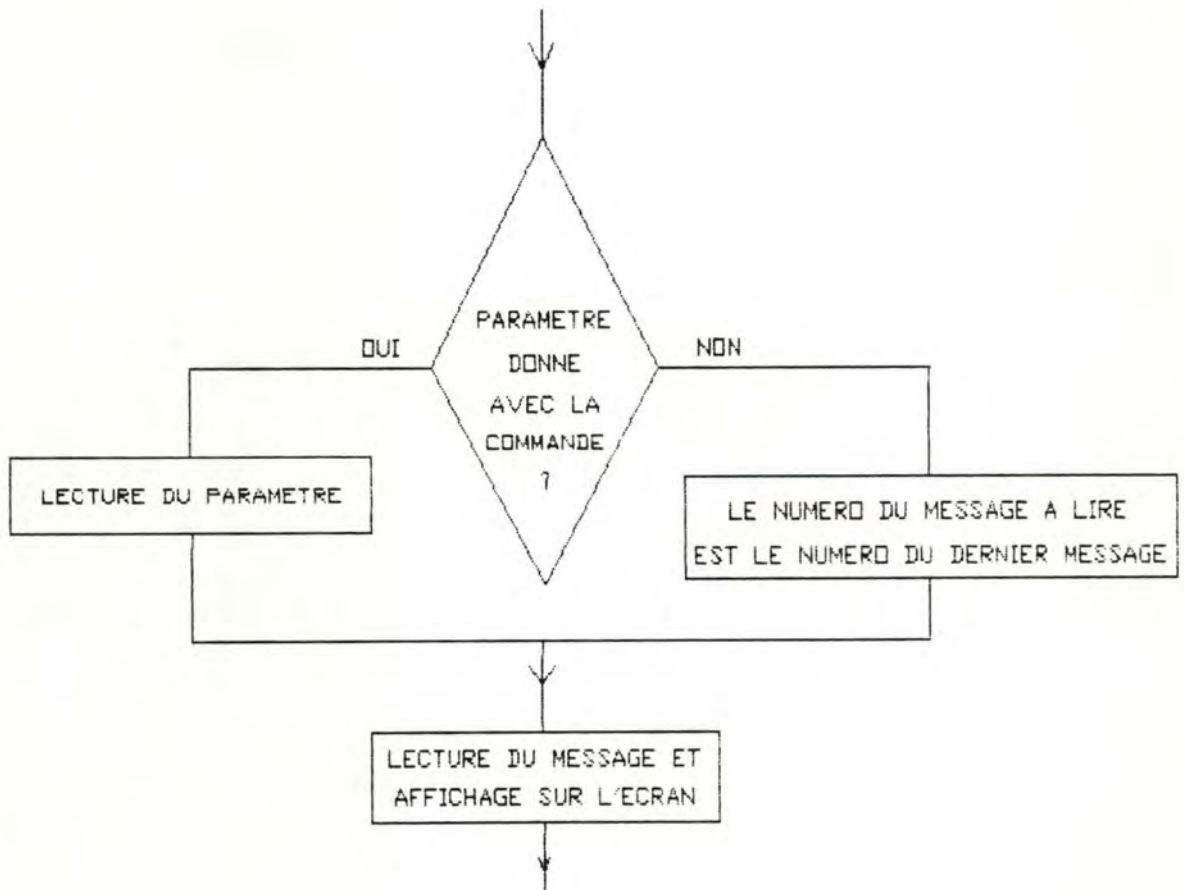 PARAMETRE
DONNE
AVEC LA
COMMANDE
?
OUI
NON
LECTURE DU PARAMETRE
LE NUMERO DU MESSAGE A LIRE
EST LE NUMERO DU DERNIER MESSAGE
LECTURE DU MESSAGE ET
AFFICHAGE SUR L'ECRAN